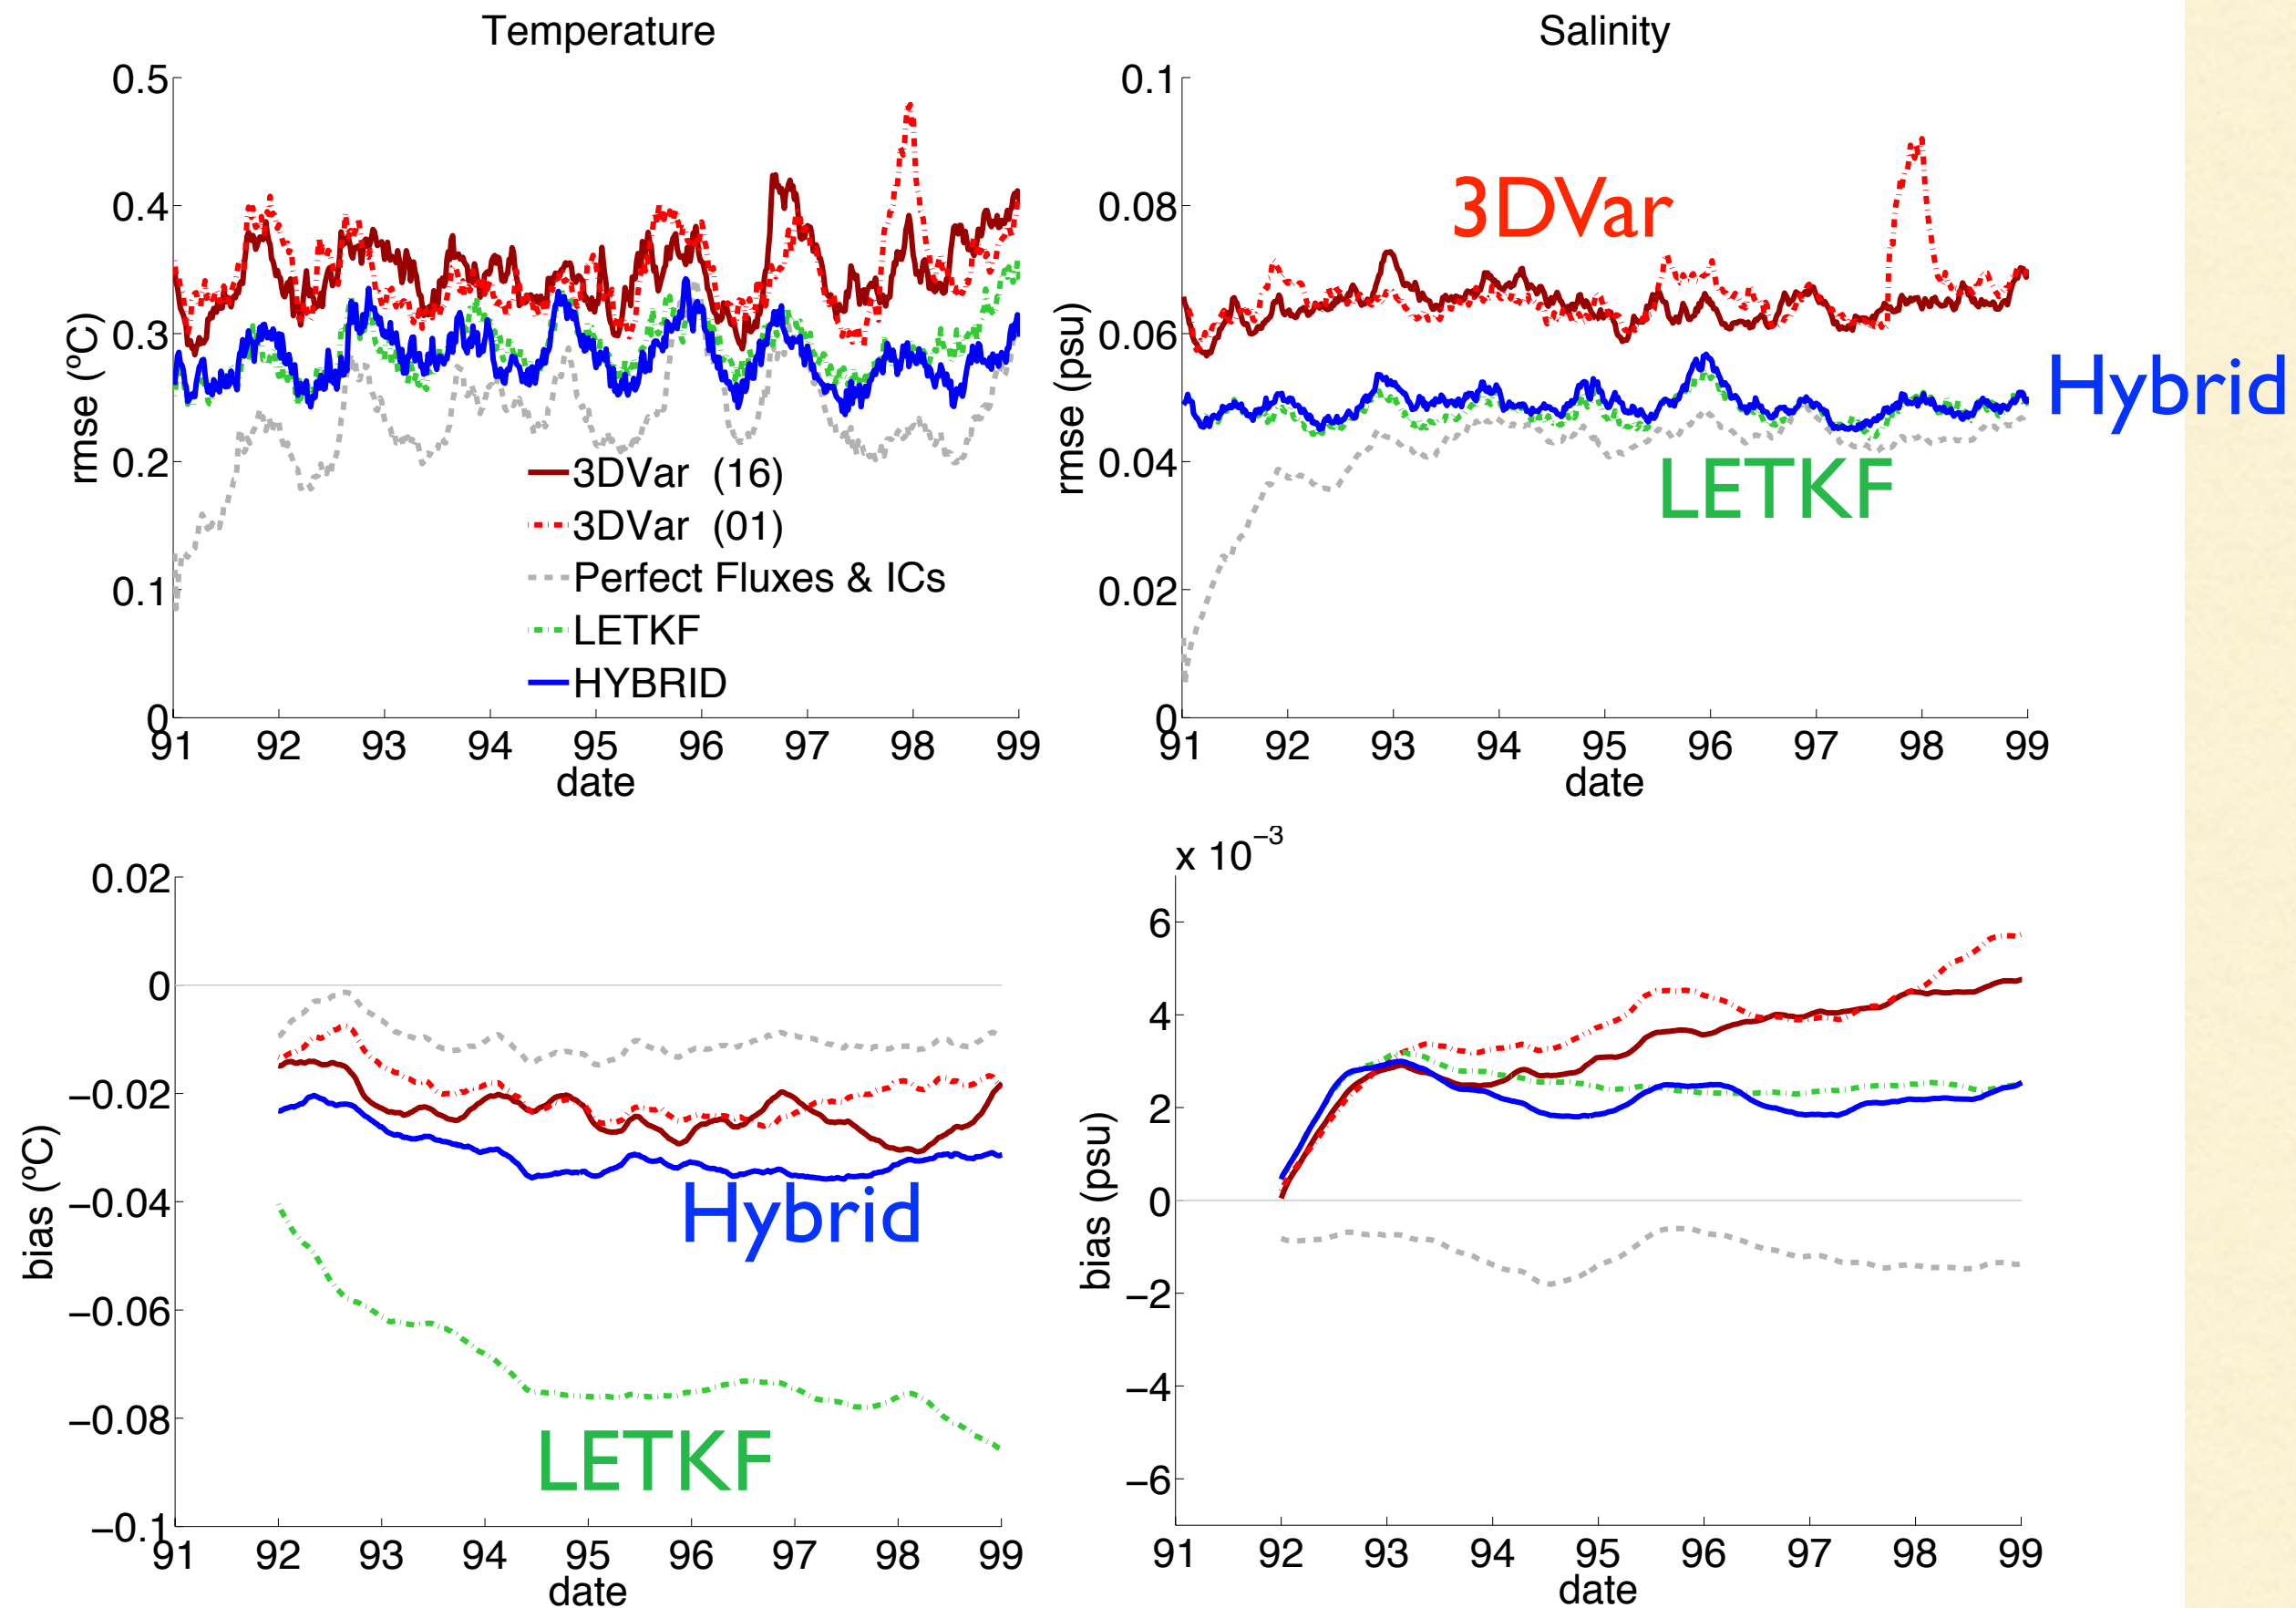 Temperature
0.5
0.4
0.3
0.2
0.1
0
rmse (ºC)
3DVar (16)
3DVar (01)
Perfect Fluxes & ICs
LETKF
HYBRID
91 92 93 94 95 96 97 98 99
date
Salinity
0.1
0.08
0.06
0.04
0.02
0
rmse (psu)
3DVar
Hybrid
LETKF
91 92 93 94 95 96 97 98 99
date
0.02
0
−0.02
−0.04
−0.06
−0.08
−0.1
bias (ºC)
Hybrid
LETKF
91 92 93 94 95 96 97 98 99
date
x 10−3
6
4
2
0
−2
−4
−6
bias (psu)
91 92 93 94 95 96 97 98 99
date